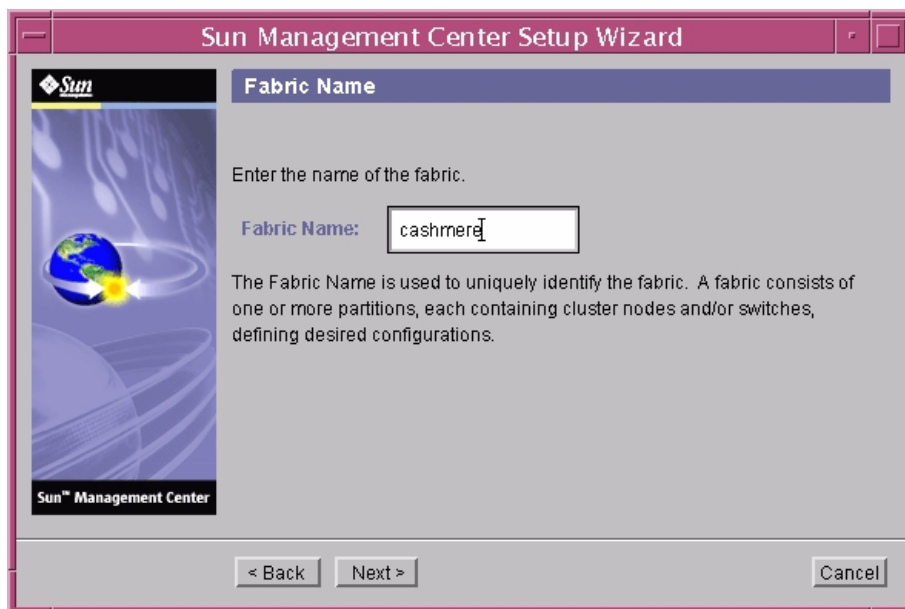 Sun Management Center Setup Wizard
Sun
Fabric Name
Enter the name of the fabric.
Fabric Name: cashmere
The Fabric Name is used to uniquely identify the fabric. A fabric consists of
one or more partitions, each containing cluster nodes and/or switches,
defining desired configurations.
Sun™ Management Center
< Back Next > Cancel